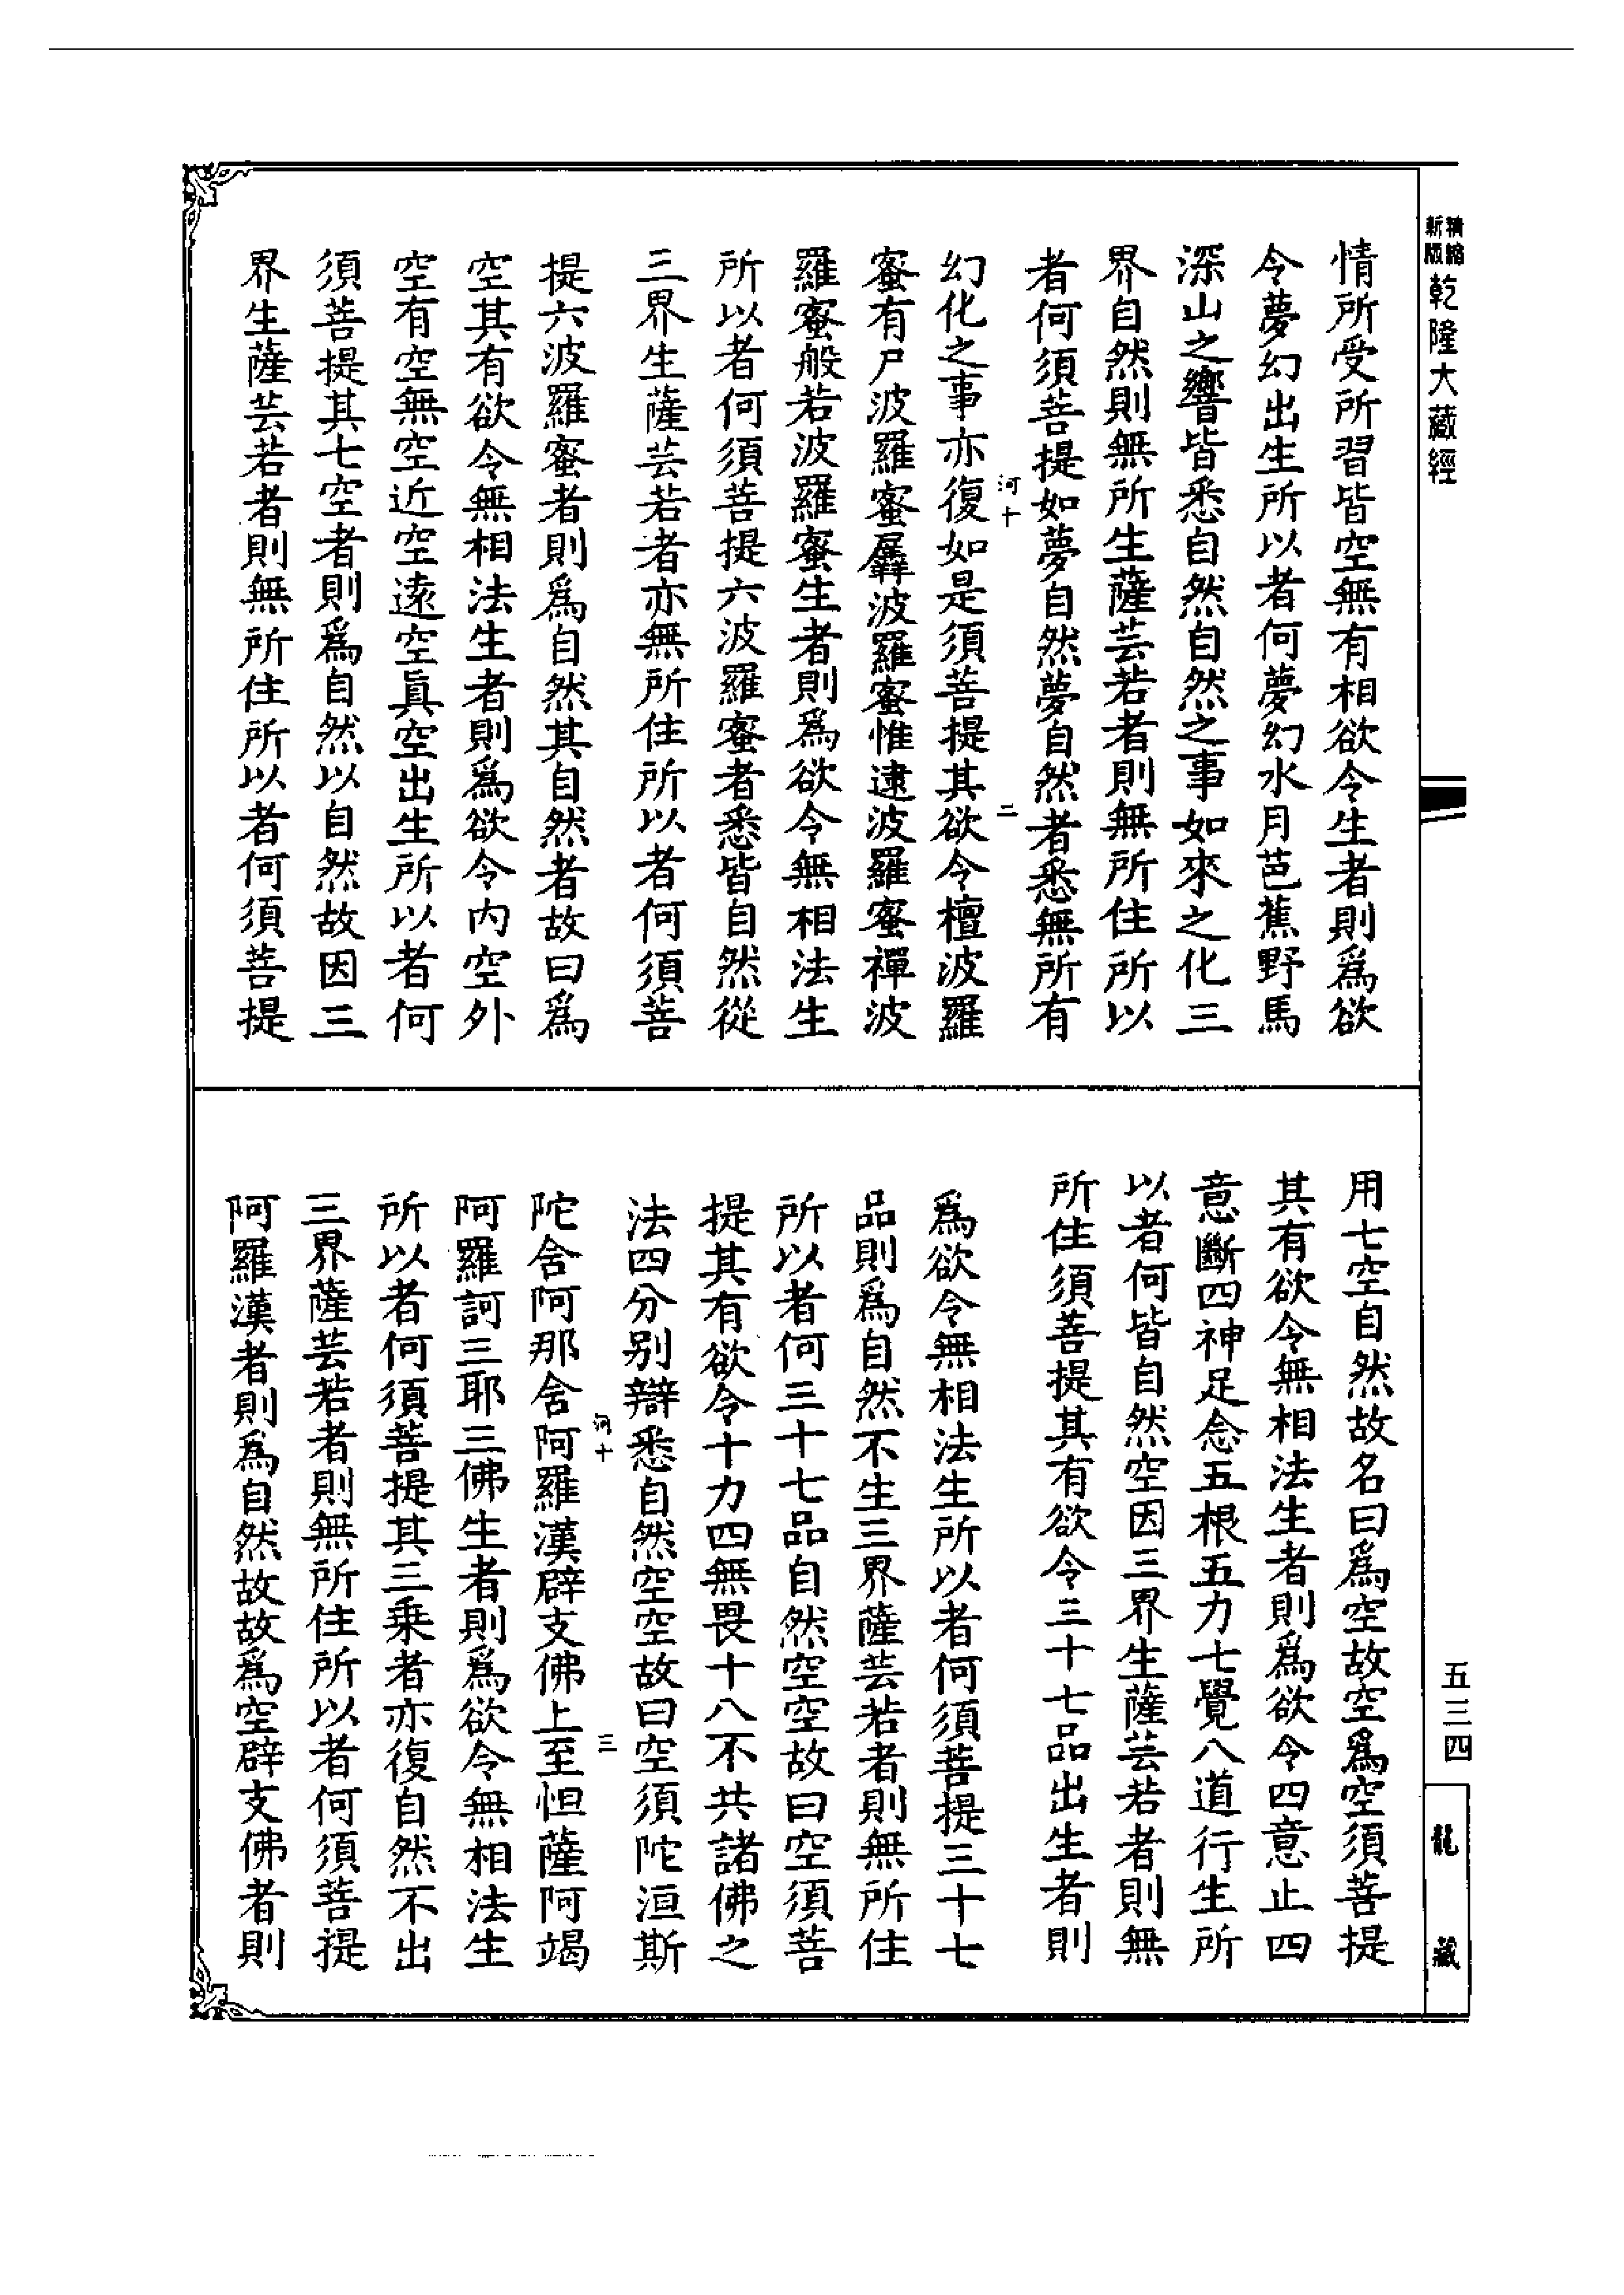 精縮
新版
乾隆大藏經
情所受所習皆空無有相欲令生者則爲欲
令夢幻出生所以者何夢幻水月芭蕉野馬
深山之響皆悉自然自然之事如來之化三
界自然則無所生薩芸若者則無所住所以
者何須菩提如夢自然夢自然者悉無所有
河十
二
幻化之事亦復如是須菩提其欲令檀波羅
蜜有尸波羅蜜羼波羅蜜惟逮波羅蜜禪波
羅蜜般若波羅蜜生者則爲欲令無相法生
所以者何須菩提六波羅蜜者悉皆自然從
三界生薩芸若者亦無所住所以者何須菩
提六波羅蜜者則爲自然其自然者故曰爲
空其有欲令無相法生者則爲欲令內空外
空有空無空近空遠空眞空出生所以者何
須菩提其七空者則爲自然以自然故因三
界生薩芸若者則無所住所以者何須菩提
用七空自然故名曰爲空故空爲空須菩提
其有欲令無相法生者則爲欲令四意止四
意斷四神足念五根五力七覺八道行生所
以者何皆自然空因三界生薩芸若者則無
所住須菩提其有欲令三十七品出生者則
爲欲令無相法生所以者何須菩提三十七
品則爲自然不生三界薩芸若者則無所住
所以者何三十七品自然空空故曰空須菩
提其有欲令十力四無畏十八不共諸佛之
法四分別辯悉自然空空故曰空須陀洹斯
河十
三
陀含阿那含阿羅漢辟支佛上至怛薩阿竭
阿羅訶三耶三佛生者則爲欲令無相法生
所以者何須菩提其三乘者亦復自然不出
三界薩芸若者則無所住所以者何須菩提
阿羅漢者則爲自然故故爲空辟支佛者則
五三四
龍藏